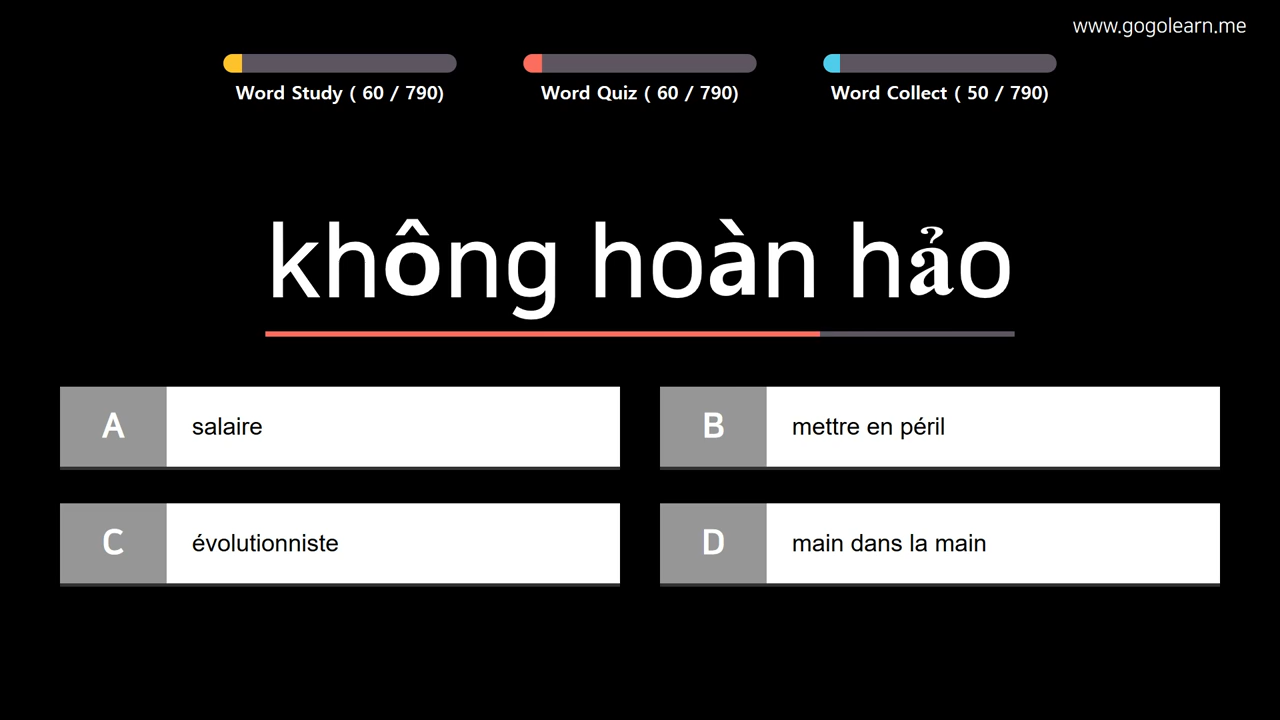 www.gogolearn.me
Word Study ( 60 / 790)
Word Quiz ( 60 / 790)
Word Collect ( 50 / 790)
không hoàn hảo
A
salaire
B
mettre en péril
C
évolutionniste
D
main dans la main